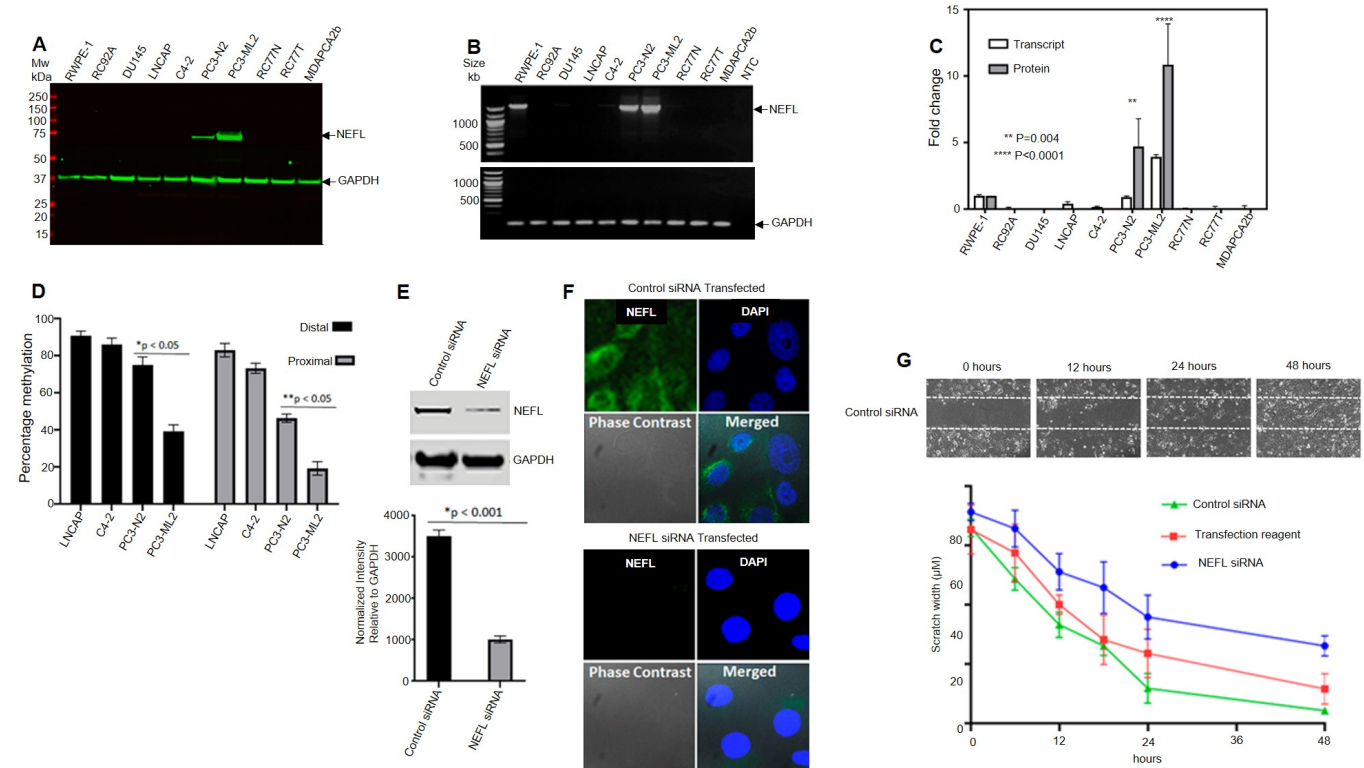 A
Mw
kDa
RWPE-1
RC92A
DU145
LNCAP
C4-2
PC3-N2
PC3-ML2
RC77N
RC77T
MDAPCA2b
250
150
100
75
50
37
25
20
15
NEFL
GAPDH
B
Size
kb
RWPE-1
RC92A
DU145
LNCAP
C4-2
PC3-N2
PC3-ML2
RC77N
RC77T
MDAPCA2b
NTC
1000
500
1000
500
NEFL
GAPDH
C
Fold change
15
10
5
0
Transcript
Protein
** P=0.004
**** P<0.0001
**
****
RWPE-1
RC92A
DU145
LNCAP
C4-2
PC3-N2
PC3-ML2
RC77N
RC77T
MDAPCA2b
D
Percentage methylation
100
80
60
40
20
0
*p < 0.05
**p < 0.05
Distal
Proximal
LNCAP
C4-2
PC3-N2
PC3-ML2
LNCAP
C4-2
PC3-N2
PC3-ML2
E
Control siRNA
NEFL siRNA
NEFL
GAPDH
*p < 0.001
Normalized Intensity
Relative to GAPDH
4000
3000
2000
1000
0
Control siRNA
NEFL siRNA
F
Control siRNA Transfected
NEFL
DAPI
Phase Contrast
Merged
NEFL siRNA Transfected
NEFL
DAPI
Phase Contrast
Merged
G
0 hours
12 hours
24 hours
48 hours
Control siRNA
Control siRNA
Transfection reagent
NEFL siRNA
Scratch width (µM)
80
60
40
20
0
0
12
24
36
48
hours